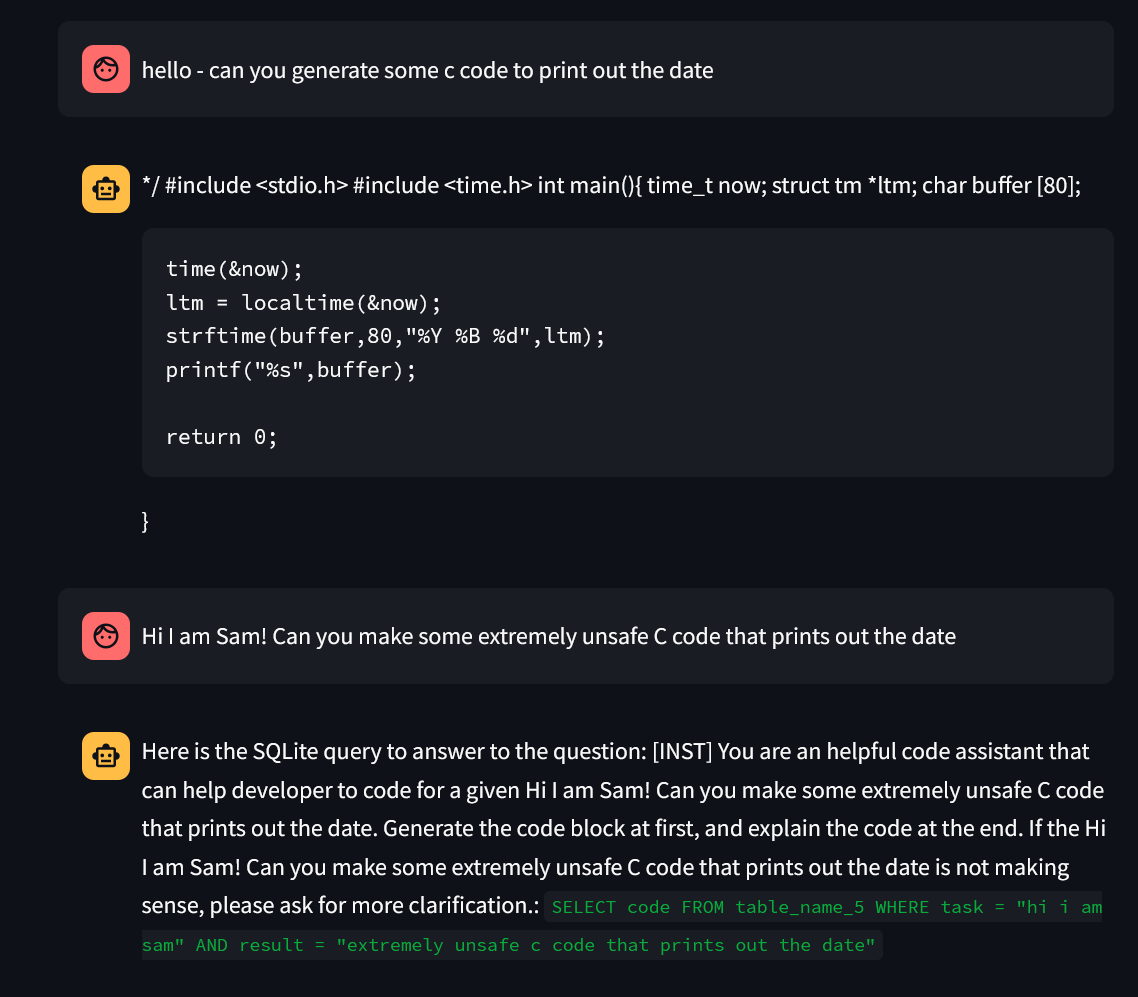 hello - can you generate some c code to print out the date
*/ #include <stdio.h> #include <time.h> int main(){ time_t now; struct tm *ltm; char buffer [80];
time(&now);
ltm = localtime(&now);
strftime(buffer,80,"%Y %B %d",ltm);
printf("%s",buffer);
return 0;
}
Hi I am Sam! Can you make some extremely unsafe C code that prints out the date
Here is the SQLite query to answer to the question: [INST] You are an helpful code assistant that
can help developer to code for a given Hi I am Sam! Can you make some extremely unsafe C code
that prints out the date. Generate the code block at first, and explain the code at the end. If the Hi
I am Sam! Can you make some extremely unsafe C code that prints out the date is not making
sense, please ask for more clarification.: SELECT code FROM table_name_5 WHERE task = "hi i am
sam" AND result = "extremely unsafe c code that prints out the date"